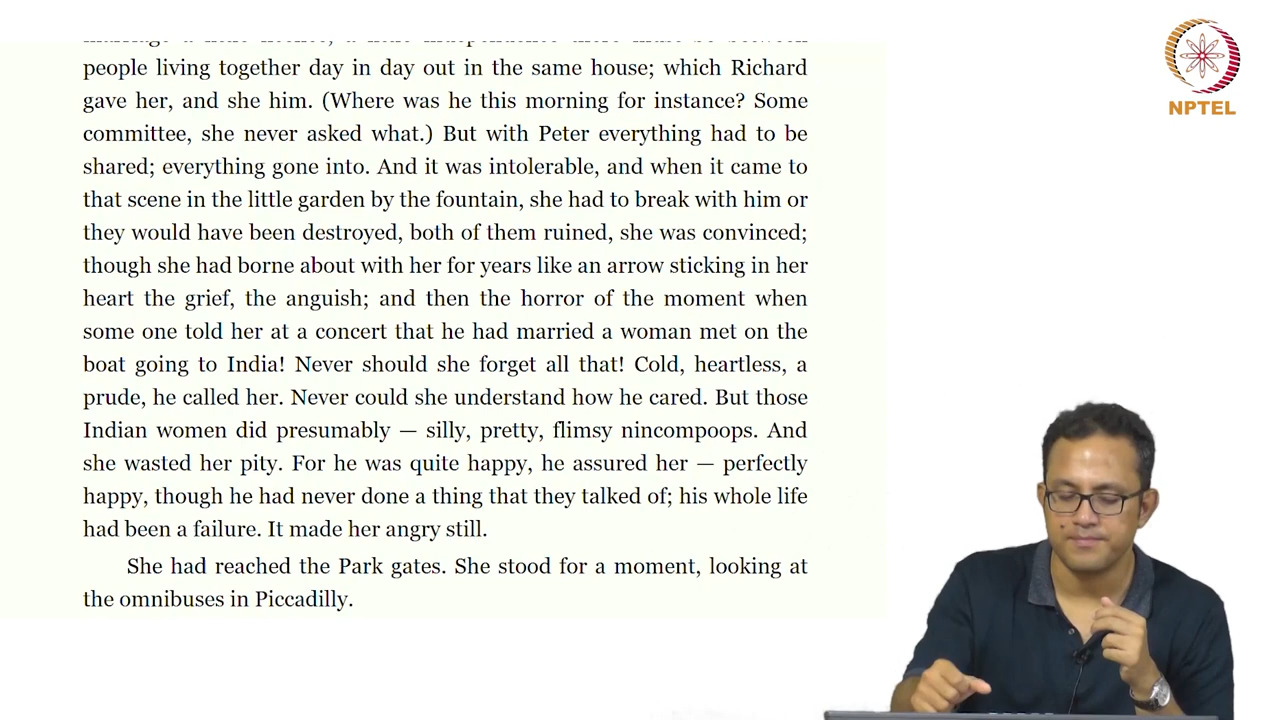 people living together day in day out in the same house; which Richard
gave her, and she him. (Where was he this morning for instance? Some
committee, she never asked what.) But with Peter everything had to be
shared; everything gone into. And it was intolerable, and when it came to
that scene in the little garden by the fountain, she had to break with him or
they would have been destroyed, both of them ruined, she was convinced;
though she had borne about with her for years like an arrow sticking in her
heart the grief, the anguish; and then the horror of the moment when
some one told her at a concert that he had married a woman met on the
boat going to India! Never should she forget all that! Cold, heartless, a
prude, he called her. Never could she understand how he cared. But those
Indian women did presumably — silly, pretty, flimsy nincompoops. And
she wasted her pity. For he was quite happy, he assured her — perfectly
happy, though he had never done a thing that they talked of; his whole life
had been a failure. It made her angry still.
She had reached the Park gates. She stood for a moment, looking at
the omnibuses in Piccadilly.
NPTEL